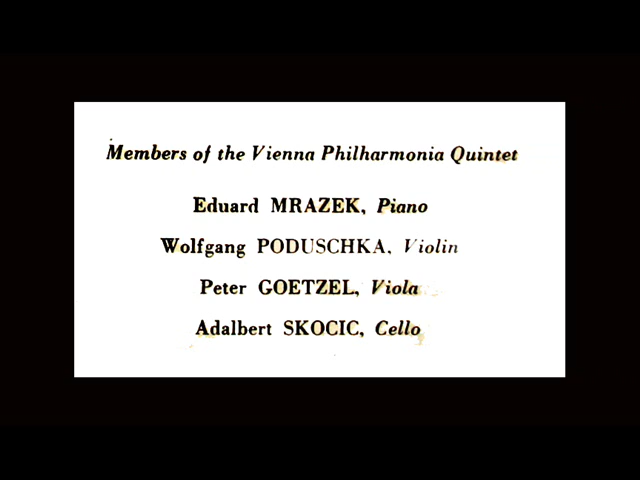 Members of the Vienna Philharmonia Quintet
Eduard MRAZEK, Piano
Wolfgang PODUSCHKA, Violin
Peter GOETZEL, Viola
Adalbert SKOCIC, Cello